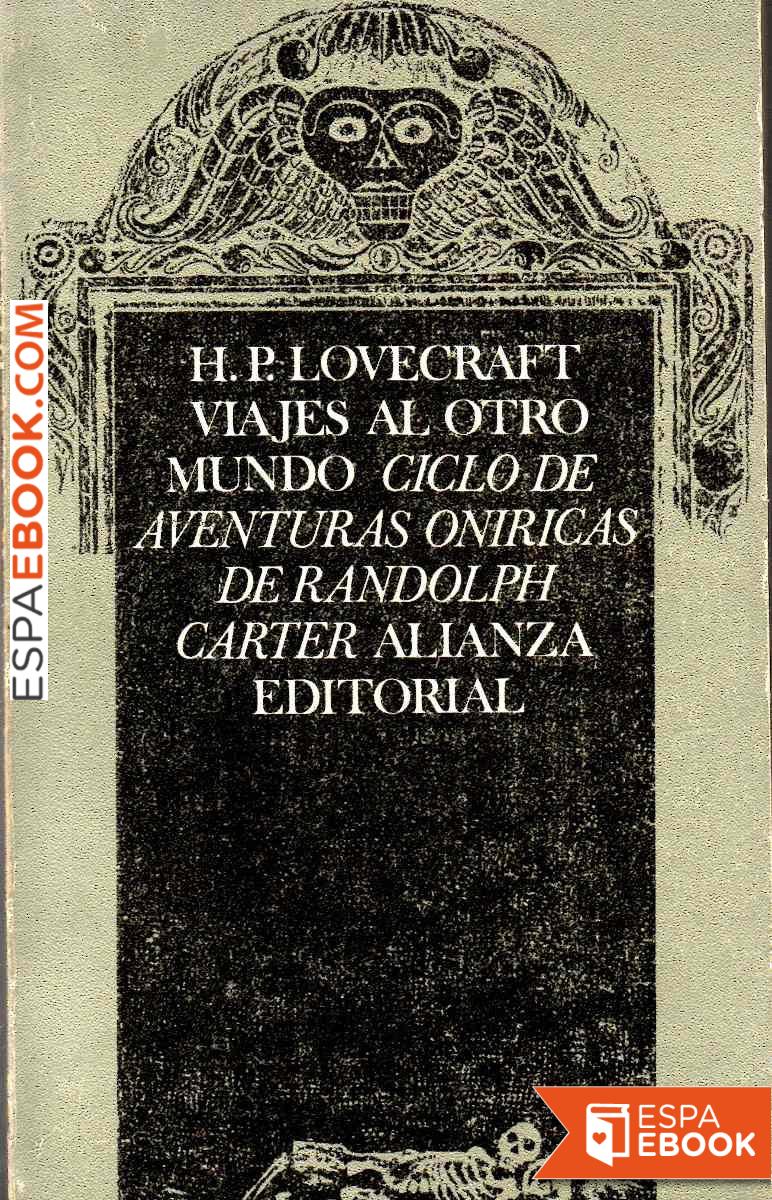 H. P. LOVECRAFT
VIAJES AL OTRO
MUNDO CICLO DE
AVENTURAS ONIRICAS
DE RANDOLPH
CARTER ALIANZA
EDITORIAL
ESPAEBOOK.COM
ESPA
EBOOK